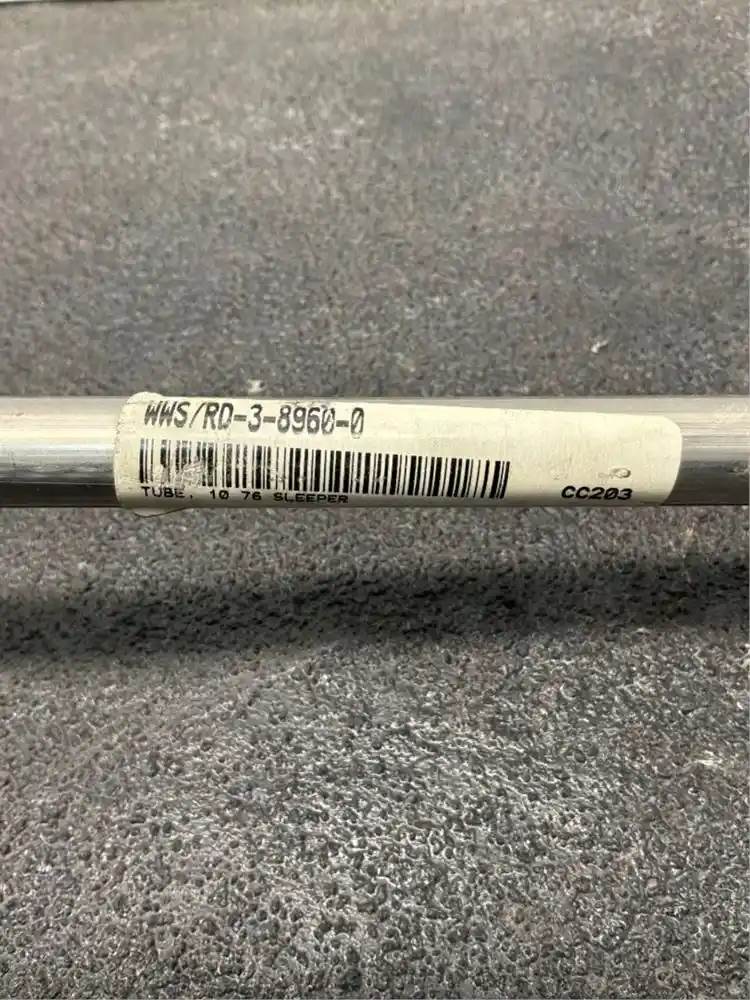 WWS/RD-3-8960-0
TUBE, 10 76 SLEEPER
CC203